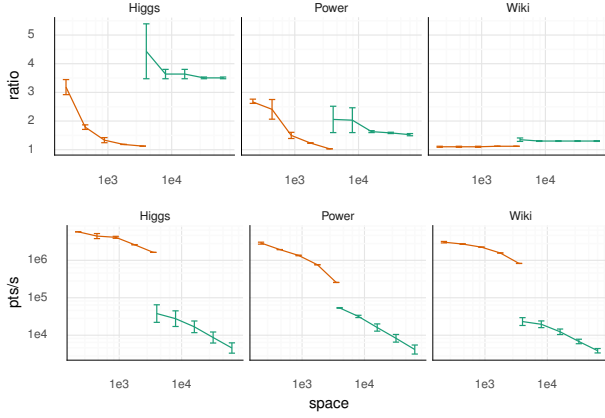 Higgs Power Wiki
ratio
5
4
3
2
1
1e3 1e4 1e3 1e4 1e3 1e4
Higgs Power Wiki
pts/s
1e6
1e5
1e4
1e3 1e4 1e3 1e4 1e3 1e4
space